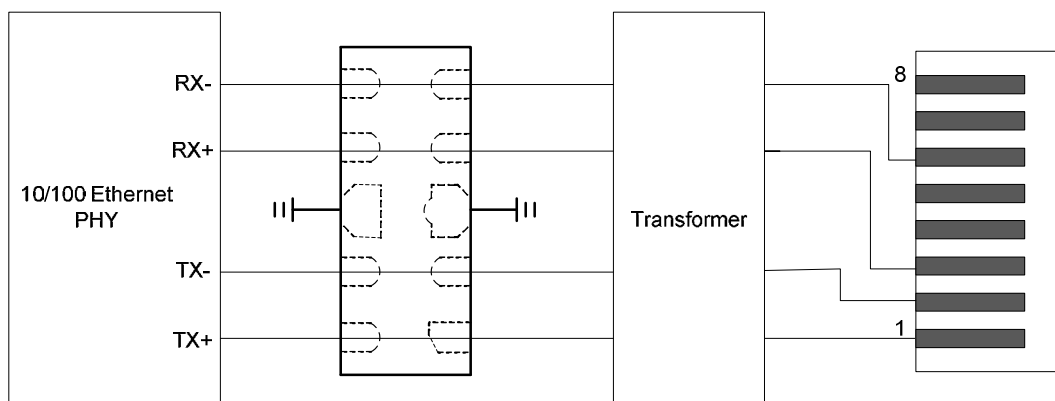 RX-
RX+
10/100 Ethernet
PHY
TX-
TX+
Transformer
8
1